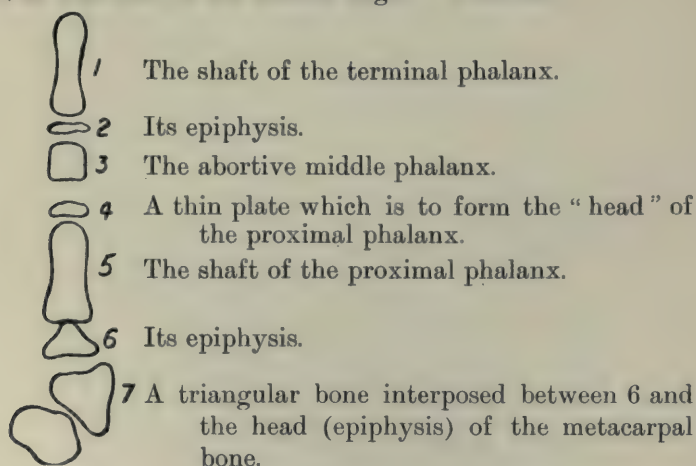 1 The shaft of the terminal phalanx.
2 Its epiphysis.
3 The abortive middle phalanx.
4 A thin plate which is to form the “ head ” of
the proximal phalanx.
5 The shaft of the proximal phalanx.
6 Its epiphysis.
7 A triangular bone interposed between 6 and
the head (epiphysis) of the metacarpal
bone.